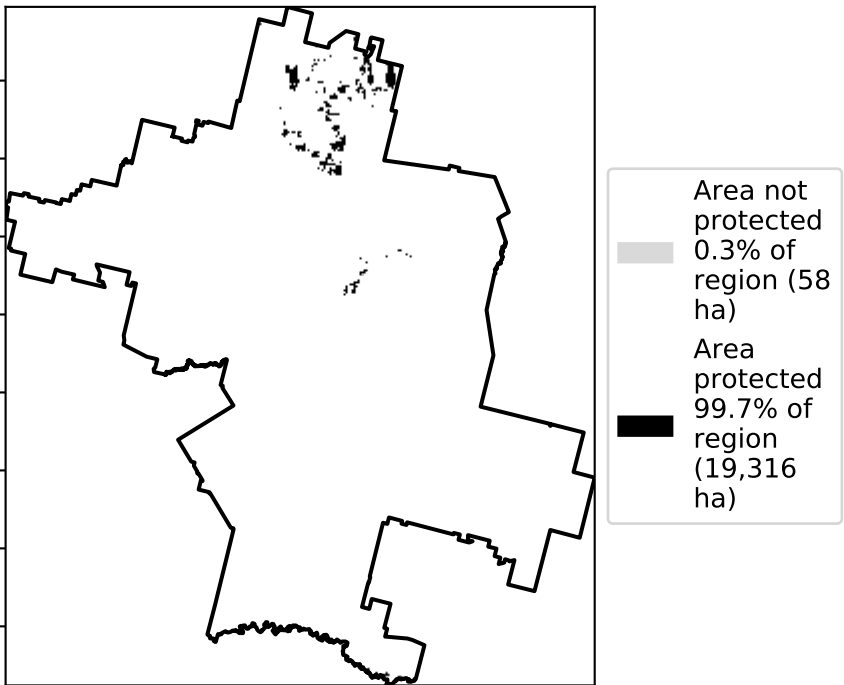 Area not
protected
0.3% of
region (58
ha)
Area
protected
99.7% of
region
(19,316
ha)